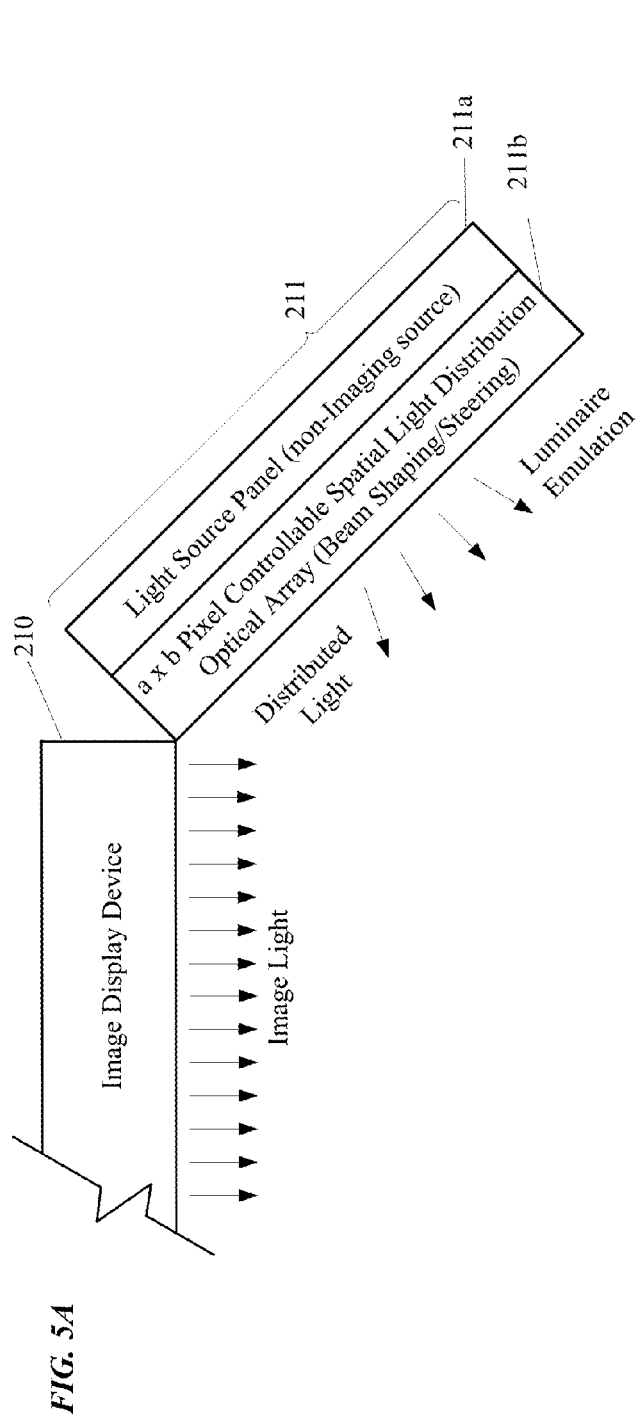 FIG. 5A
Image Display Device
210
Image Light
211
211a
211b
Light Source Panel (non-Imaging source)
a x b Pixel Controllable Spatial Light Distribution
Optical Array (Beam Shaping/Steering)
Distributed
Light
Luminaire
Emulation